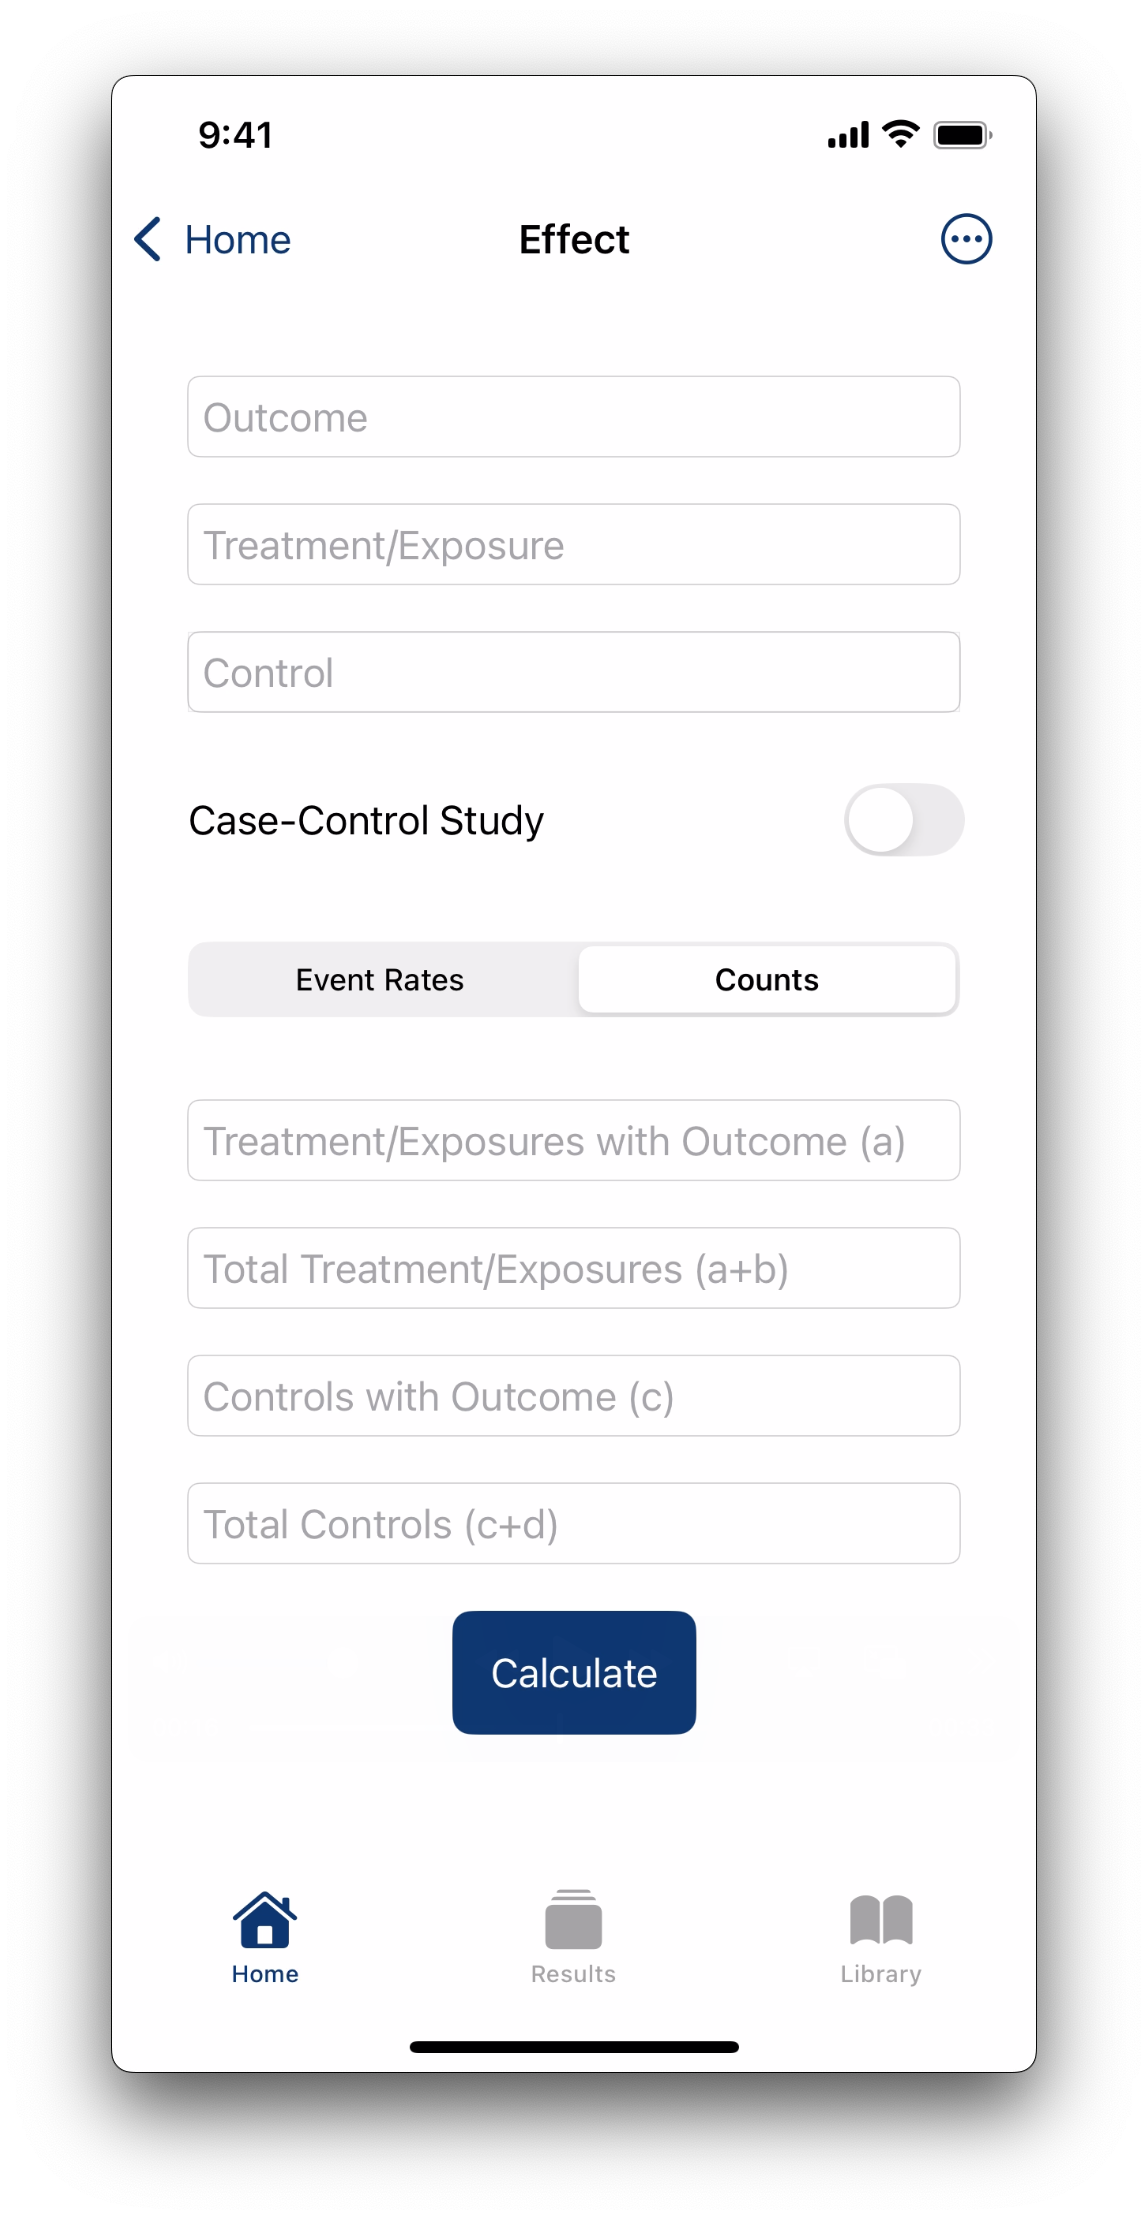 9:41
Home
Effect
Outcome
Treatment/Exposure
Control
Case-Control Study
Event Rates
Counts
Treatment/Exposures with Outcome (a)
Total Treatment/Exposures (a+b)
Controls with Outcome (c)
Total Controls (c+d)
Calculate
Home
Results
Library